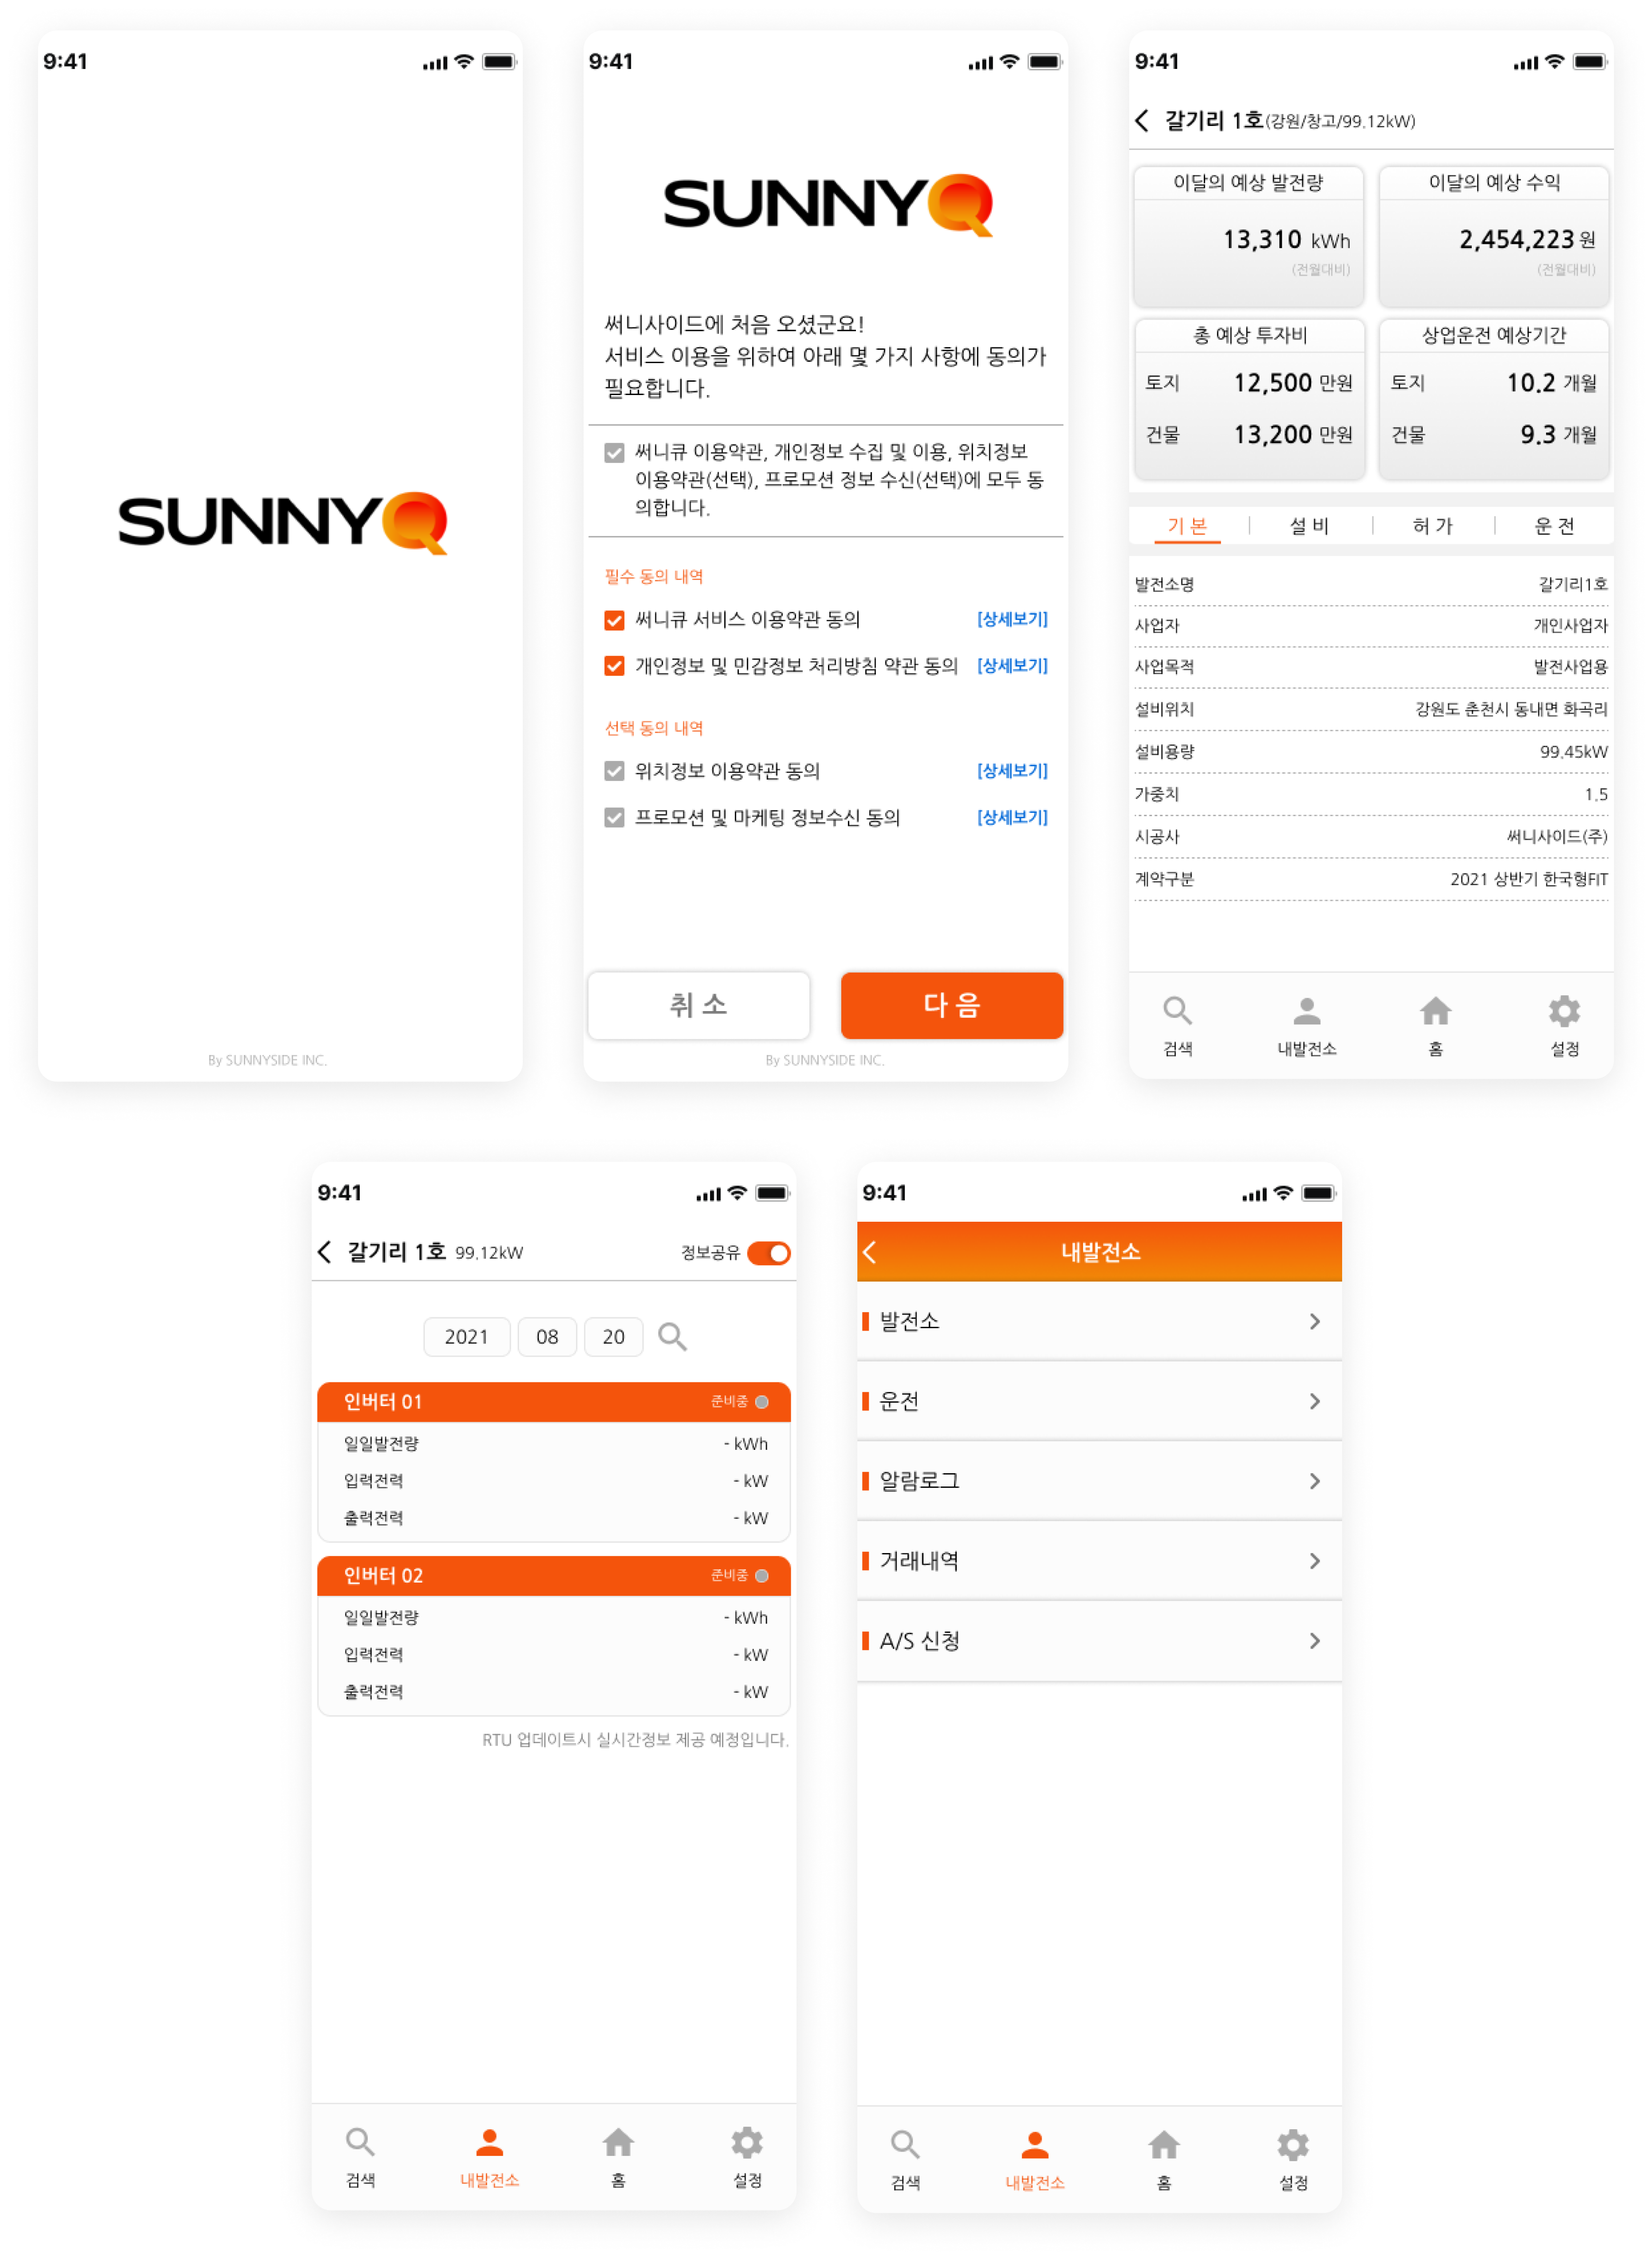 9:41
SUNNYQ
By SUNNYSIDE INC.
9:41
SUNNYQ
써니사이드에 처음 오셨군요!
서비스 이용을 위하여 아래 몇 가지 사항에 동의가
필요합니다.
써니큐 이용약관, 개인정보 수집 및 이용, 위치정보
이용약관(선택), 프로모션 정보 수신(선택)에 모두 동
의합니다.
필수 동의 내역
써니큐 서비스 이용약관 동의 [상세보기]
개인정보 및 민감정보 처리방침 약관 동의 [상세보기]
선택 동의 내역
위치정보 이용약관 동의 [상세보기]
프로모션 및 마케팅 정보수신 동의 [상세보기]
취 소 다 음
By SUNNYSIDE INC.
9:41
갈기리 1호(강원/창고/99.12kW)
이달의 예상 발전량 이달의 예상 수익
13,310 kWh 2,454,223 원
(전월대비) (전월대비)
총 예상 투자비 상업운전 예상기간
토지 12,500 만원 토지 10.2 개월
건물 13,200 만원 건물 9.3 개월
기 본 설 비 허 가 운 전
발전소명 갈기리1호
사업자 개인사업자
사업목적 발전사업용
설비위치 강원도 춘천시 동내면 화곡리
설비용량 99.45kW
가중치 1.5
시공사 써니사이드(주)
계약구분 2021 상반기 한국형FIT
검색 내발전소 홈 설정
9:41
갈기리 1호 99.12kW 정보공유
2021 08 20
인버터 01 준비중
일일발전량 - kWh
입력전력 - kW
출력전력 - kW
인버터 02 준비중
일일발전량 - kWh
입력전력 - kW
출력전력 - kW
RTU 업데이트시 실시간정보 제공 예정입니다.
검색 내발전소 홈 설정
9:41
내발전소
발전소
운전
알람로그
거래내역
A/S 신청
검색 내발전소 홈 설정